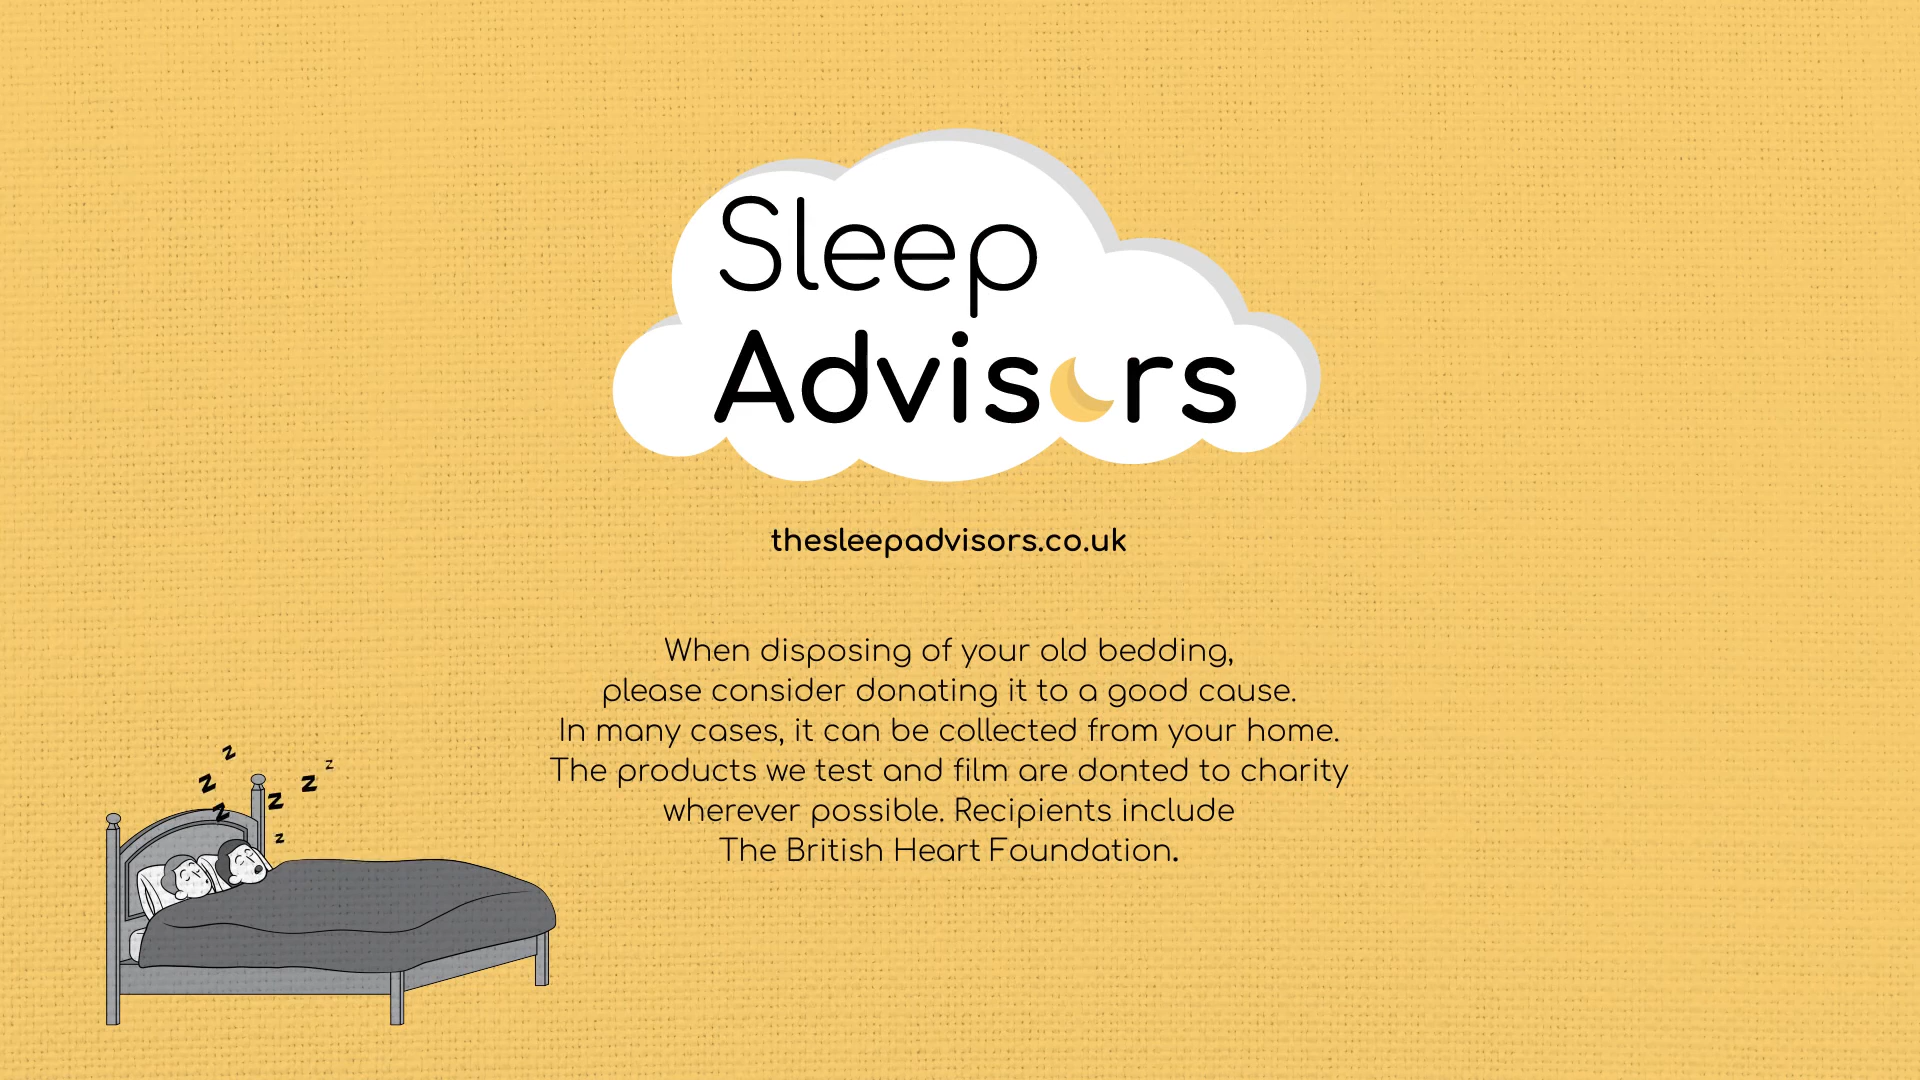 Sleep
Advisors
thesleepadvisors.co.uk
When disposing of your old bedding,
please consider donating it to a good cause.
In many cases, it can be collected from your home.
The products we test and film are donted to charity
wherever possible. Recipients include
The British Heart Foundation.
z
z
z
z
z
z
z